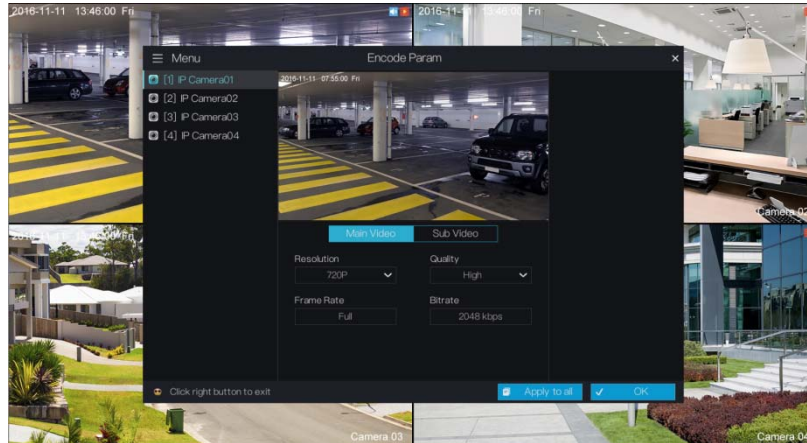 2016-11-11 13:46:00 Fri
2016-11-11 13:46:00 Fri
Menu
Encode Param
[1] IP Camera01
[2] IP Camera02
[3] IP Camera03
[4] IP Camera04
2016-11-11 07:55:00 Fri
Main Video
Sub Video
Resolution
Quality
720P
High
Frame Rate
Bitrate
Full
2048 kbps
Click right button to exit
Apply to all
OK
Camera 02
Camera 03
Camera 04